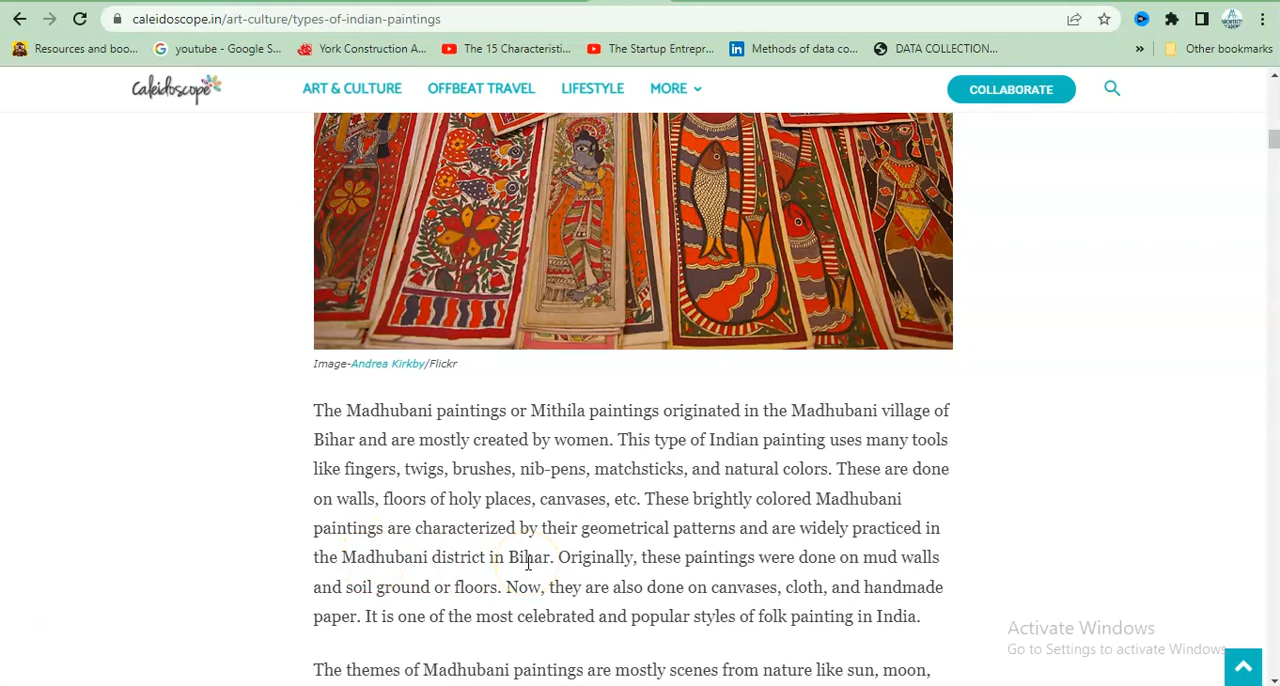 caleidoscope.in/art-culture/types-of-indian-paintings
Resources and boo...
youtube - Google S...
York Construction A...
The 15 Characteristi...
The Startup Entrepr...
Methods of data co...
DATA COLLECTION...
»
Other bookmarks
Caleidoscope
ART & CULTURE
OFFBEAT TRAVEL
LIFESTYLE
MORE
COLLABORATE
Image-Andrea Kirkby/Flickr
The Madhubani paintings or Mithila paintings originated in the Madhubani village of
Bihar and are mostly created by women. This type of Indian painting uses many tools
like fingers, twigs, brushes, nib-pens, matchsticks, and natural colors. These are done
on walls, floors of holy places, canvases, etc. These brightly colored Madhubani
paintings are characterized by their geometrical patterns and are widely practiced in
the Madhubani district in Bihar. Originally, these paintings were done on mud walls
and soil ground or floors. Now, they are also done on canvases, cloth, and handmade
paper. It is one of the most celebrated and popular styles of folk painting in India.
Activate Windows
Go to Settings to activate Windows.
The themes of Madhubani paintings are mostly scenes from nature like sun, moon,